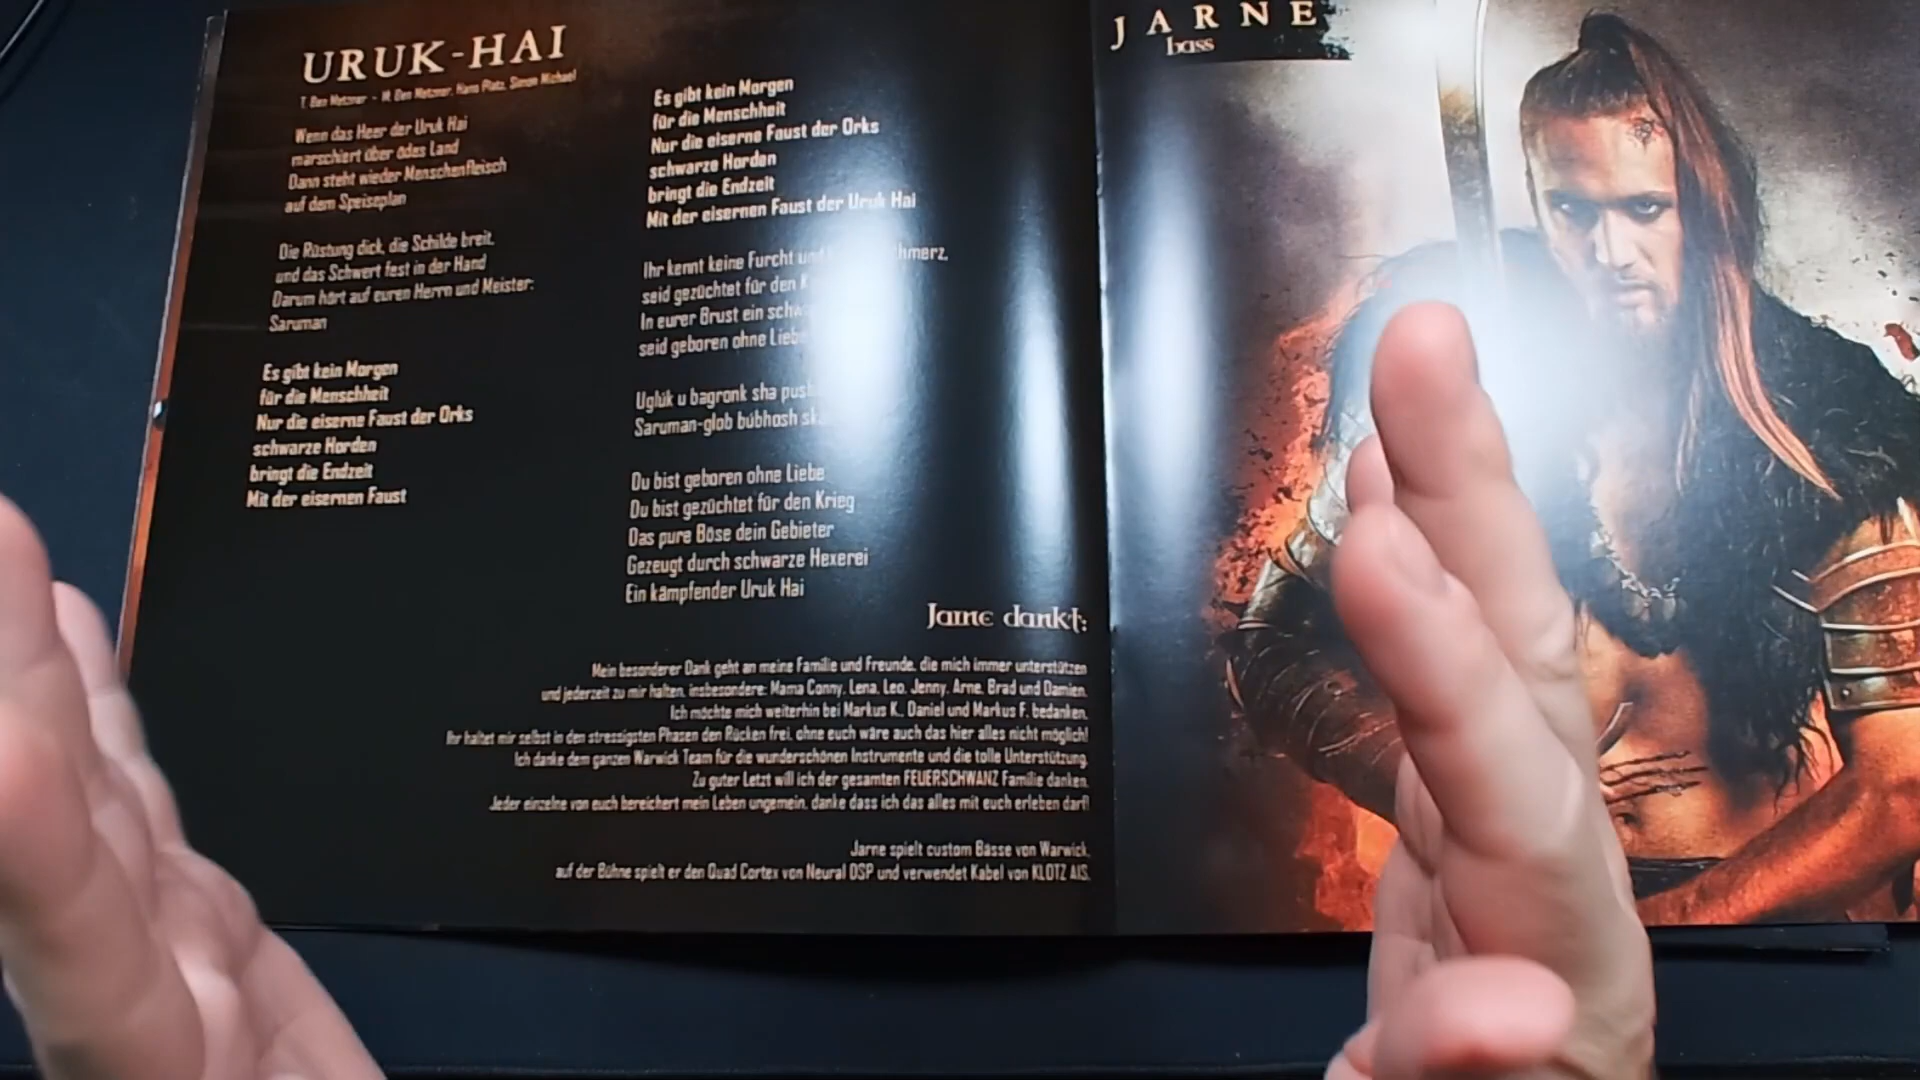 URUK-HAI
T. Ben Metzner - M. Ben Metzner, Hans Platz, Simon Michael
Wenn das Heer der Uruk Hai
marschiert über ödes Land
Dann steht wieder Menschenfleisch
auf dem Speiseplan
Die Rüstung dick, die Schilde breit,
und das Schwert fest in der Hand
Darum hört auf euren Herrn und Meister:
Saruman
Es gibt kein Morgen
für die Menschheit
Nur die eiserne Faust der Orks
schwarze Horden
bringt die Endzeit
Mit der eisernen Faust
Es gibt kein Morgen
für die Menschheit
Nur die eiserne Faust der Orks
schwarze Horden
bringt die Endzeit
Mit der eisernen Faust der Uruk Hai
Ihr kennt keine Furcht
seid gezüchtet für den
In eurer Brust ein
seid geboren ohne
Uglúk u bagronk sha
Saruman-glob búbhosh
Du bist geboren ohne Liebe
Du bist gezüchtet für den Krieg
Das pure Böse dein Gebieter
Gezeugt durch schwarze Hexerei
Ein kämpfender Uruk Hai
Jarne dankt:
Mein besonderer Dank geht an meine Familie und Freunde, die mich immer unterstützen
und jederzeit zu mir halten, insbesondere: Mama Conny, Lena, Leo, Jenny, Arne, Brad und Damien.
Ich möchte mich weiterhin bei Markus K., Daniel und Markus F. bedanken.
Ihr haltet mir selbst in den stressigsten Phasen den Rücken frei, ohne euch wäre auch das hier alles nicht möglich!
Ich danke dem ganzen Warwick Team für die wunderschönen Instrumente und die tolle Unterstützung.
Zu guter Letzt will ich der gesamten FEUERSCHWANZ Familie danken.
Jeder einzelne von euch bereichert mein Leben ungemein, danke dass ich das alles mit euch erleben darf!
Jarne spielt custom Bässe von Warwick,
auf der Bühne spielt er den Quad Cortex von Neural DSP und verwendet Kabel von KLOTZ AIS.
JARNE
bass